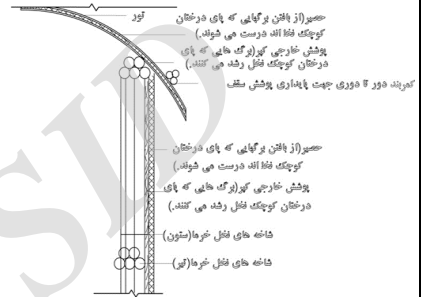 تور
حصیر(از بافتن برگهایی که پای درختان
کوچک نخل اند درست می شوند.)
پوشش خارجی کپر(برگ هایی که پای
درختان کوچک نخل رشد می کنند.)
کمربند دور تا دوری جهت پایداری پوشش سقف
حصیر(از بافتن برگهایی که پای درختان
کوچک نخل اند درست می شوند.)
پوشش خارجی کپر(برگ هایی که پای
درختان کوچک نخل رشد می کنند.)
شاخه های نخل خرما(ستون)
شاخه های نخل خرما(تیر)
SID